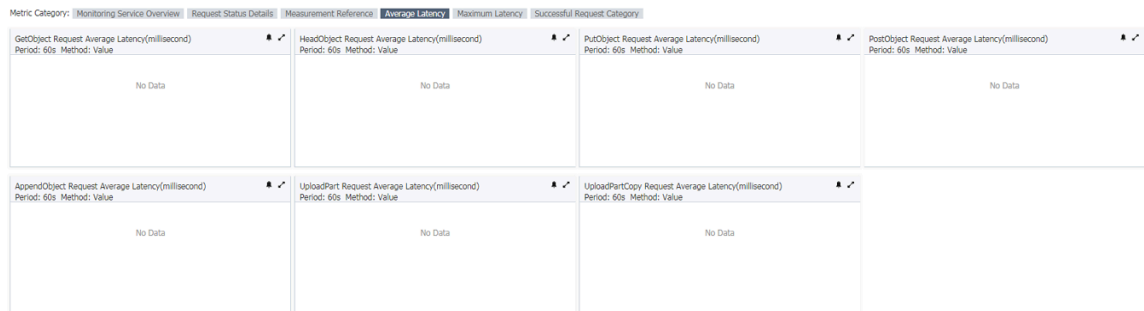 Metric Category: Monitoring Service Overview Request Status Details Measurement Reference Average Latency Maximum Latency Successful Request Category
GetObject Request Average Latency(millisecond)
Period: 60s Method: Value
No Data
HeadObject Request Average Latency(millisecond)
Period: 60s Method: Value
No Data
PutObject Request Average Latency(millisecond)
Period: 60s Method: Value
No Data
PostObject Request Average Latency(millisecond)
Period: 60s Method: Value
No Data
AppendObject Request Average Latency(millisecond)
Period: 60s Method: Value
No Data
UploadPart Request Average Latency(millisecond)
Period: 60s Method: Value
No Data
UploadPartCopy Request Average Latency(millisecond)
Period: 60s Method: Value
No Data